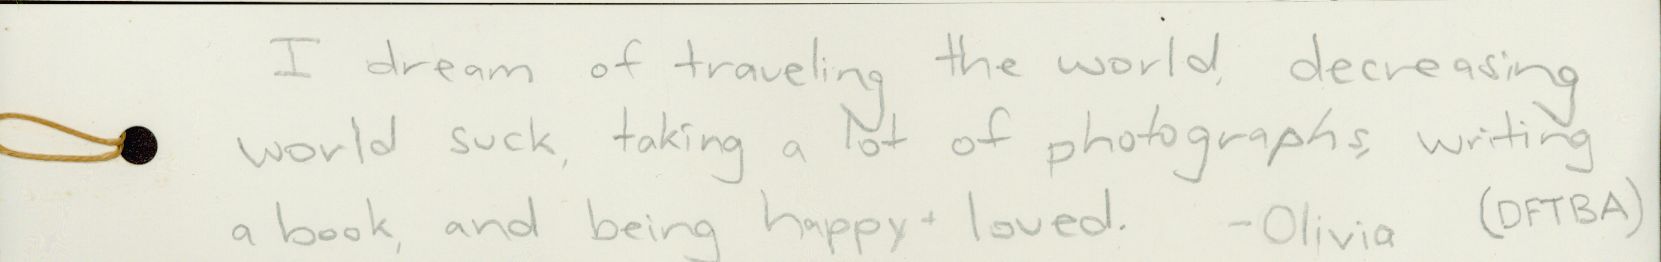 I dream of traveling the world, decreasing
world suck, taking a lot of photographs, writing
a book, and being happy + loved. -Olivia (DFTBA)